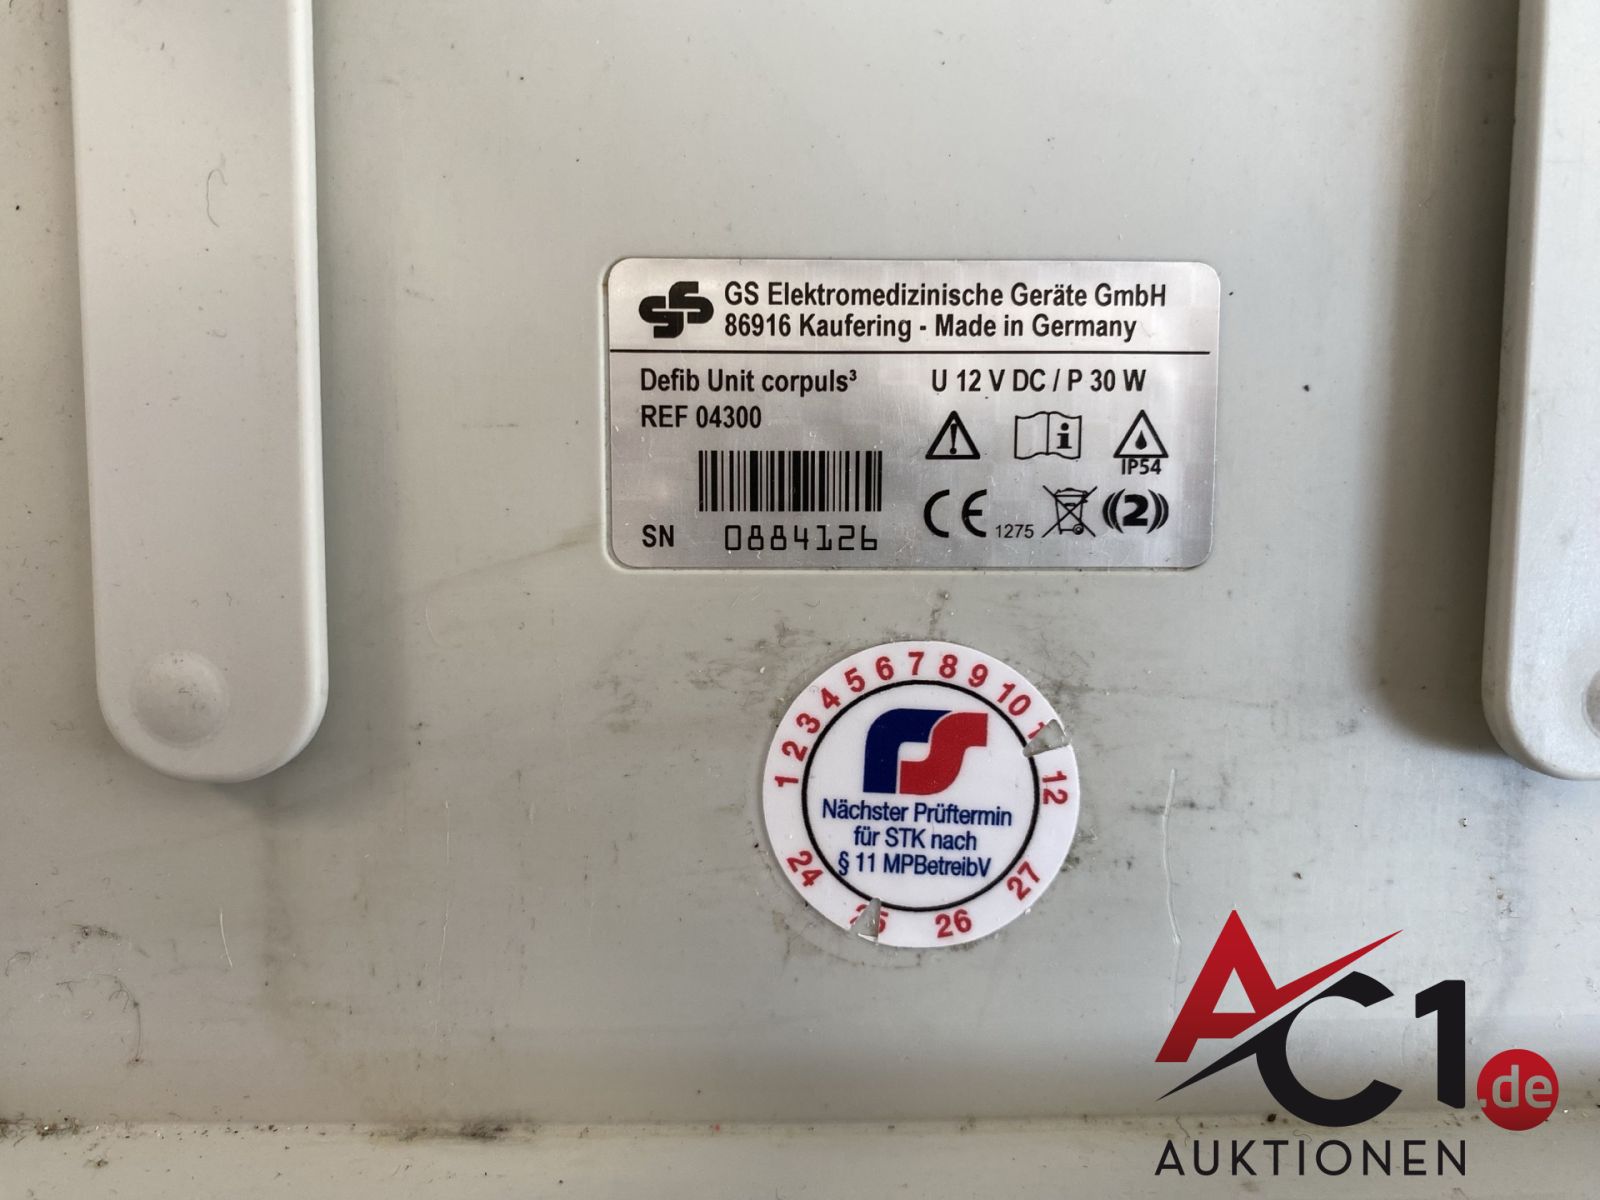 GS Elektromedizinische Geräte GmbH
86916 Kaufering - Made in Germany
Defib Unit corpuls³
U 12 V DC / P 30 W
REF 04300
IP54
CE 1275
((2))
SN 0884126
1 2 3 4 5 6 7 8 9 10 12
Nächster Prüftermin
für STK nach
§ 11 MPBetreibV
24 25 26 27
AC1.de
AUKTIONEN